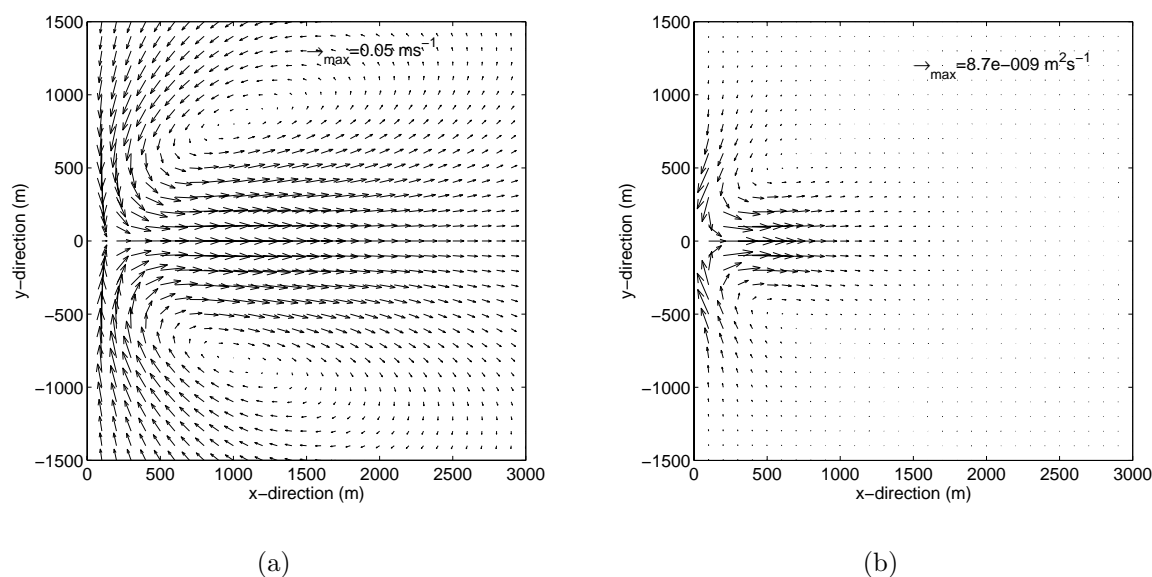 1500
1000
500
0
−500
−1000
−1500
0 500 1000 1500 2000 2500 3000
x−direction (m)
y−direction (m)
→max=0.05 ms−1
(a)
1500
1000
500
0
−500
−1000
−1500
0 500 1000 1500 2000 2500 3000
x−direction (m)
y−direction (m)
→max=8.7e−009 m2s−1
(b)